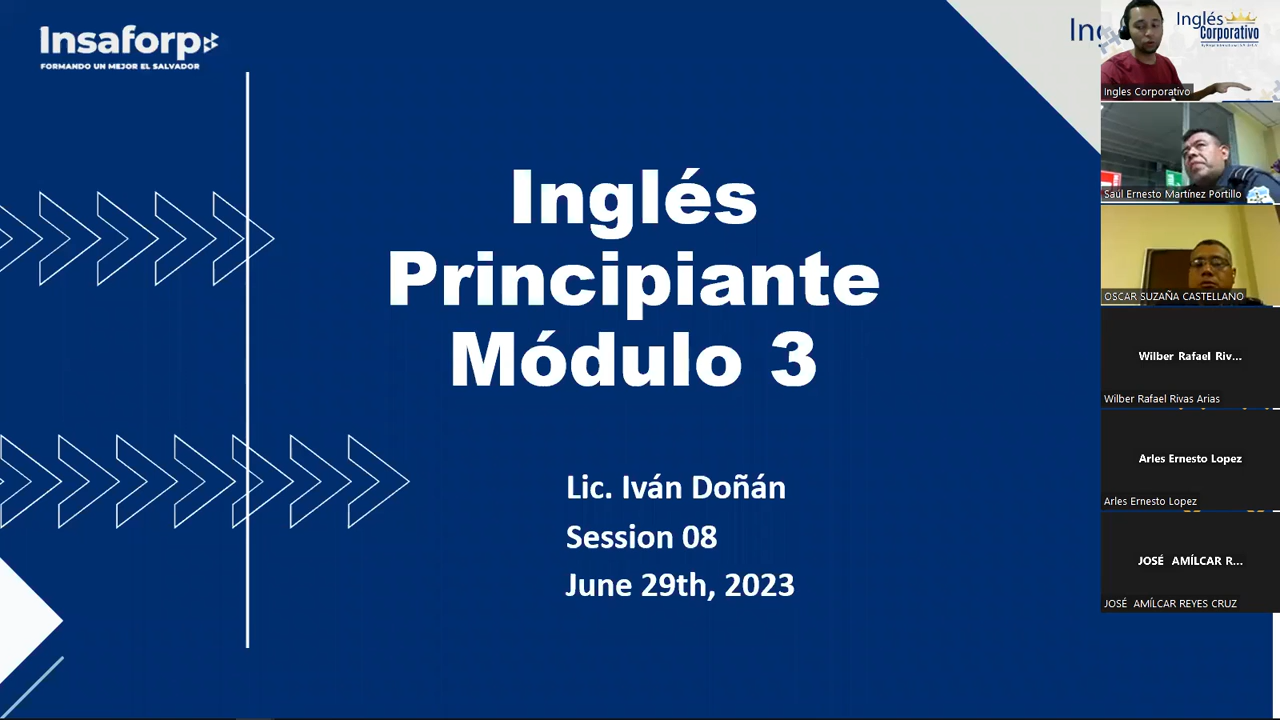 Insaforp
FORMANDO UN MEJOR EL SALVADOR
Inglés
Principiante
Módulo 3
Lic. Iván Doñán
Session 08
June 29th, 2023
Inglés
Corporativo
Ingles Corporativo
Saúl Ernesto Martínez Portillo
OSCAR SUZAÑA CASTELLANO
Wilber Rafael Riv...
Wilber Rafael Rivas Arias
Arles Ernesto Lopez
Arles Ernesto Lopez
JOSÉ AMÍLCAR R...
JOSÉ AMÍLCAR REYES CRUZ